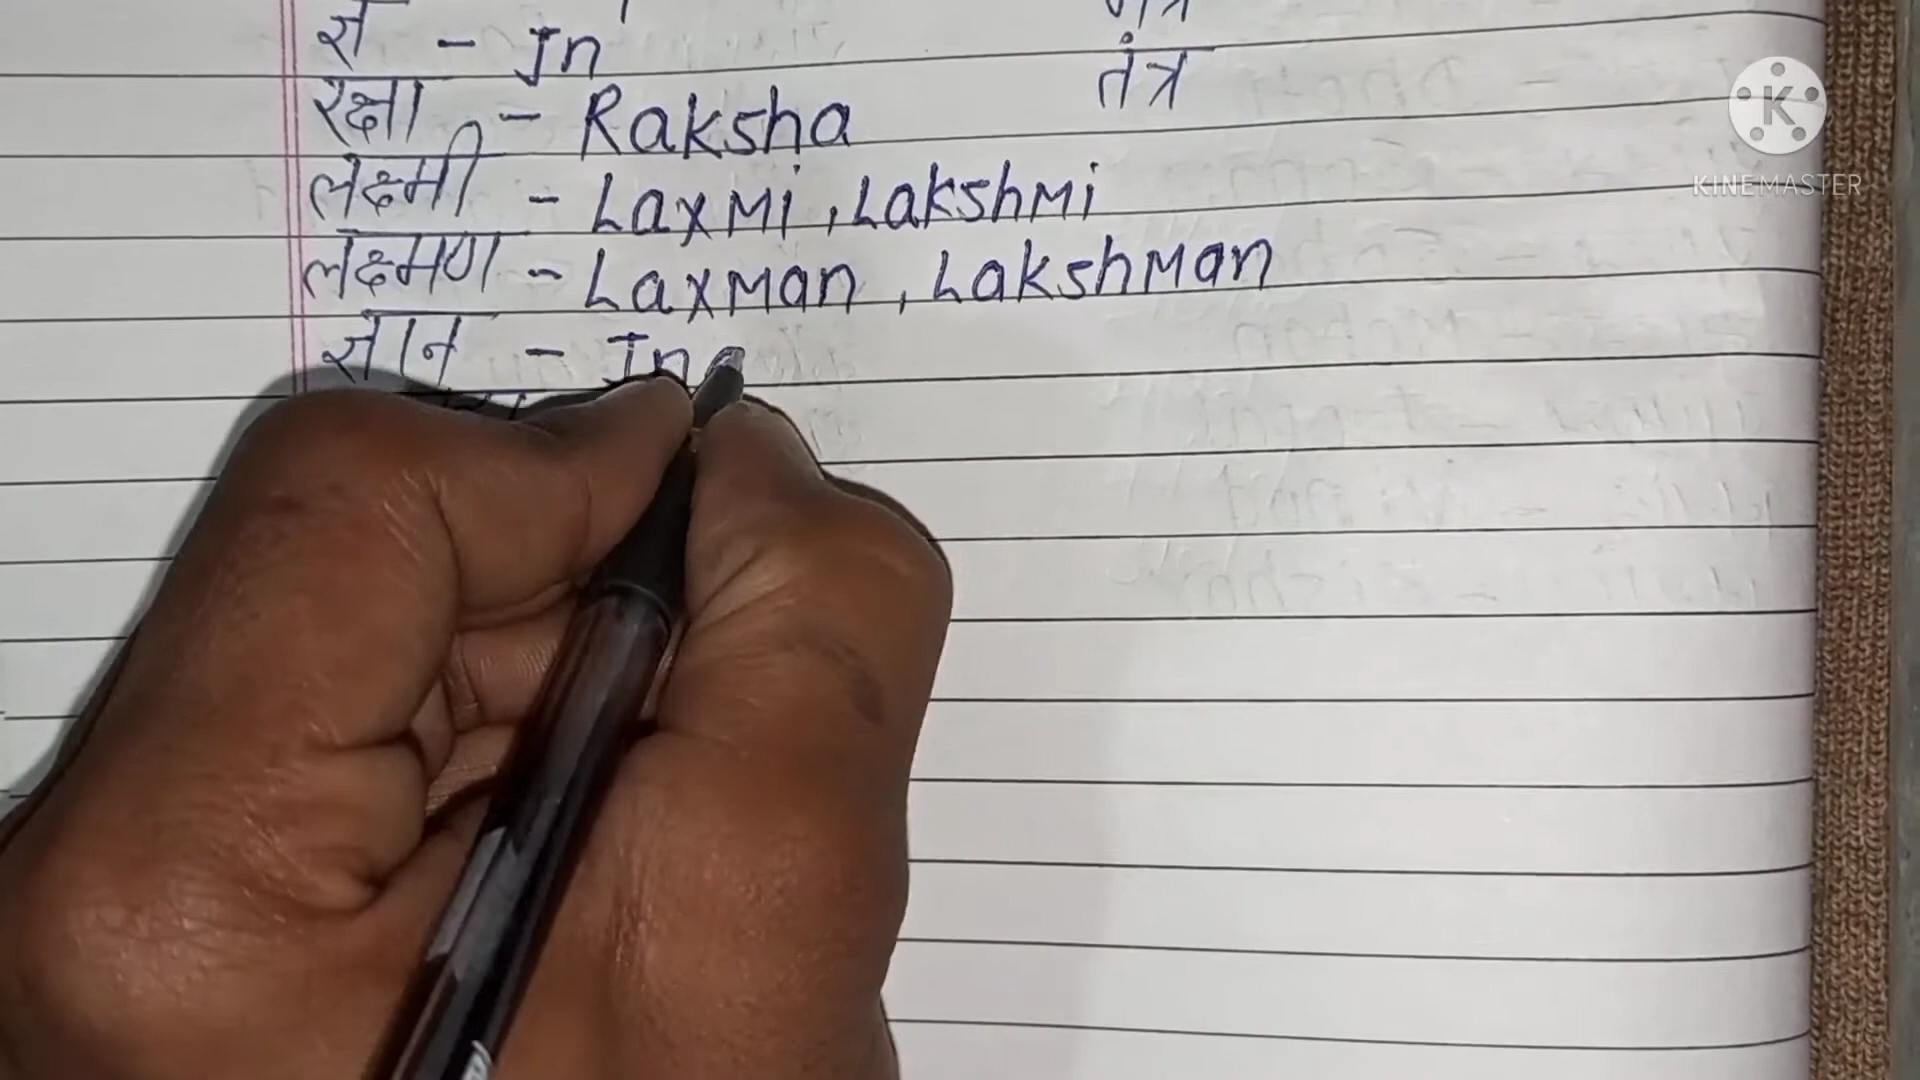 ज्ञ - Jn
तंत्र
रक्षा - Raksha
लक्ष्मी - Laxmi, Lakshmi
लक्ष्मण - Laxman, Lakshman
ज्ञान - Jna
K
KINEMASTER